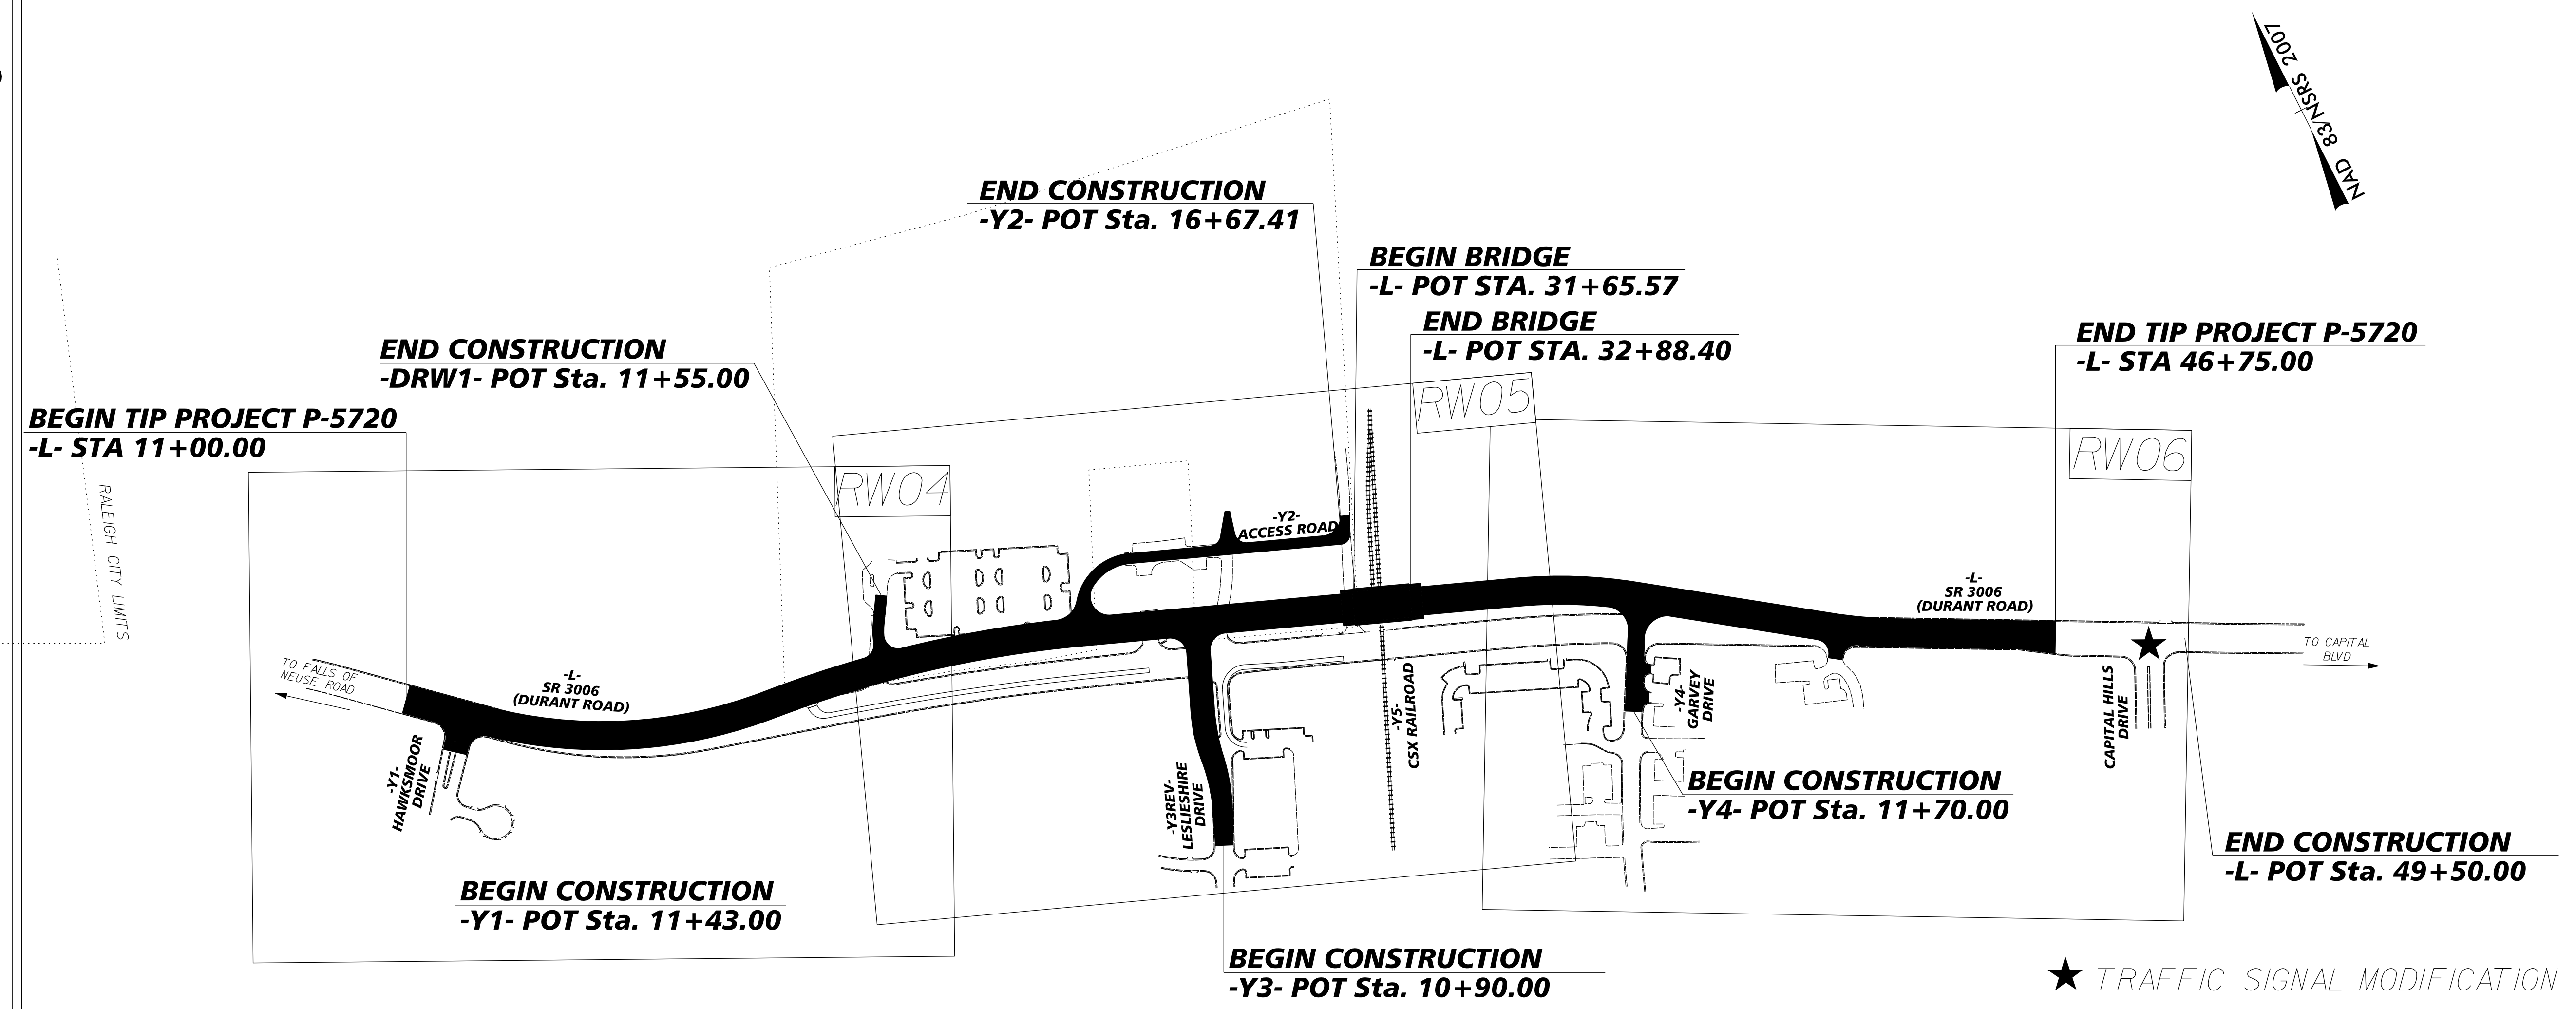 NAD 83/NSRS 2007
END CONSTRUCTION
-Y2- POT Sta. 16+67.41
BEGIN BRIDGE
-L- POT STA. 31+65.57
END BRIDGE
-L- POT STA. 32+88.40
END TIP PROJECT P-5720
-L- STA 46+75.00
END CONSTRUCTION
-DRW1- POT Sta. 11+55.00
BEGIN TIP PROJECT P-5720
-L- STA 11+00.00
RW04
RW05
RW06
RALEIGH CITY LIMITS
-Y2-
ACCESS ROAD
-L-
SR 3006
(DURANT ROAD)
TO FALLS OF
NEUSE ROAD
-L-
SR 3006
(DURANT ROAD)
TO CAPITAL
BLVD
-Y1-
HAWKSMOOR
DRIVE
-Y3REV-
LESLIESHIRE
DRIVE
-Y5-
CSX RAILROAD
-Y4-
GARVEY
DRIVE
CAPITAL HILLS
DRIVE
BEGIN CONSTRUCTION
-Y4- POT Sta. 11+70.00
END CONSTRUCTION
-L- POT Sta. 49+50.00
BEGIN CONSTRUCTION
-Y1- POT Sta. 11+43.00
BEGIN CONSTRUCTION
-Y3- POT Sta. 10+90.00
TRAFFIC SIGNAL MODIFICATION